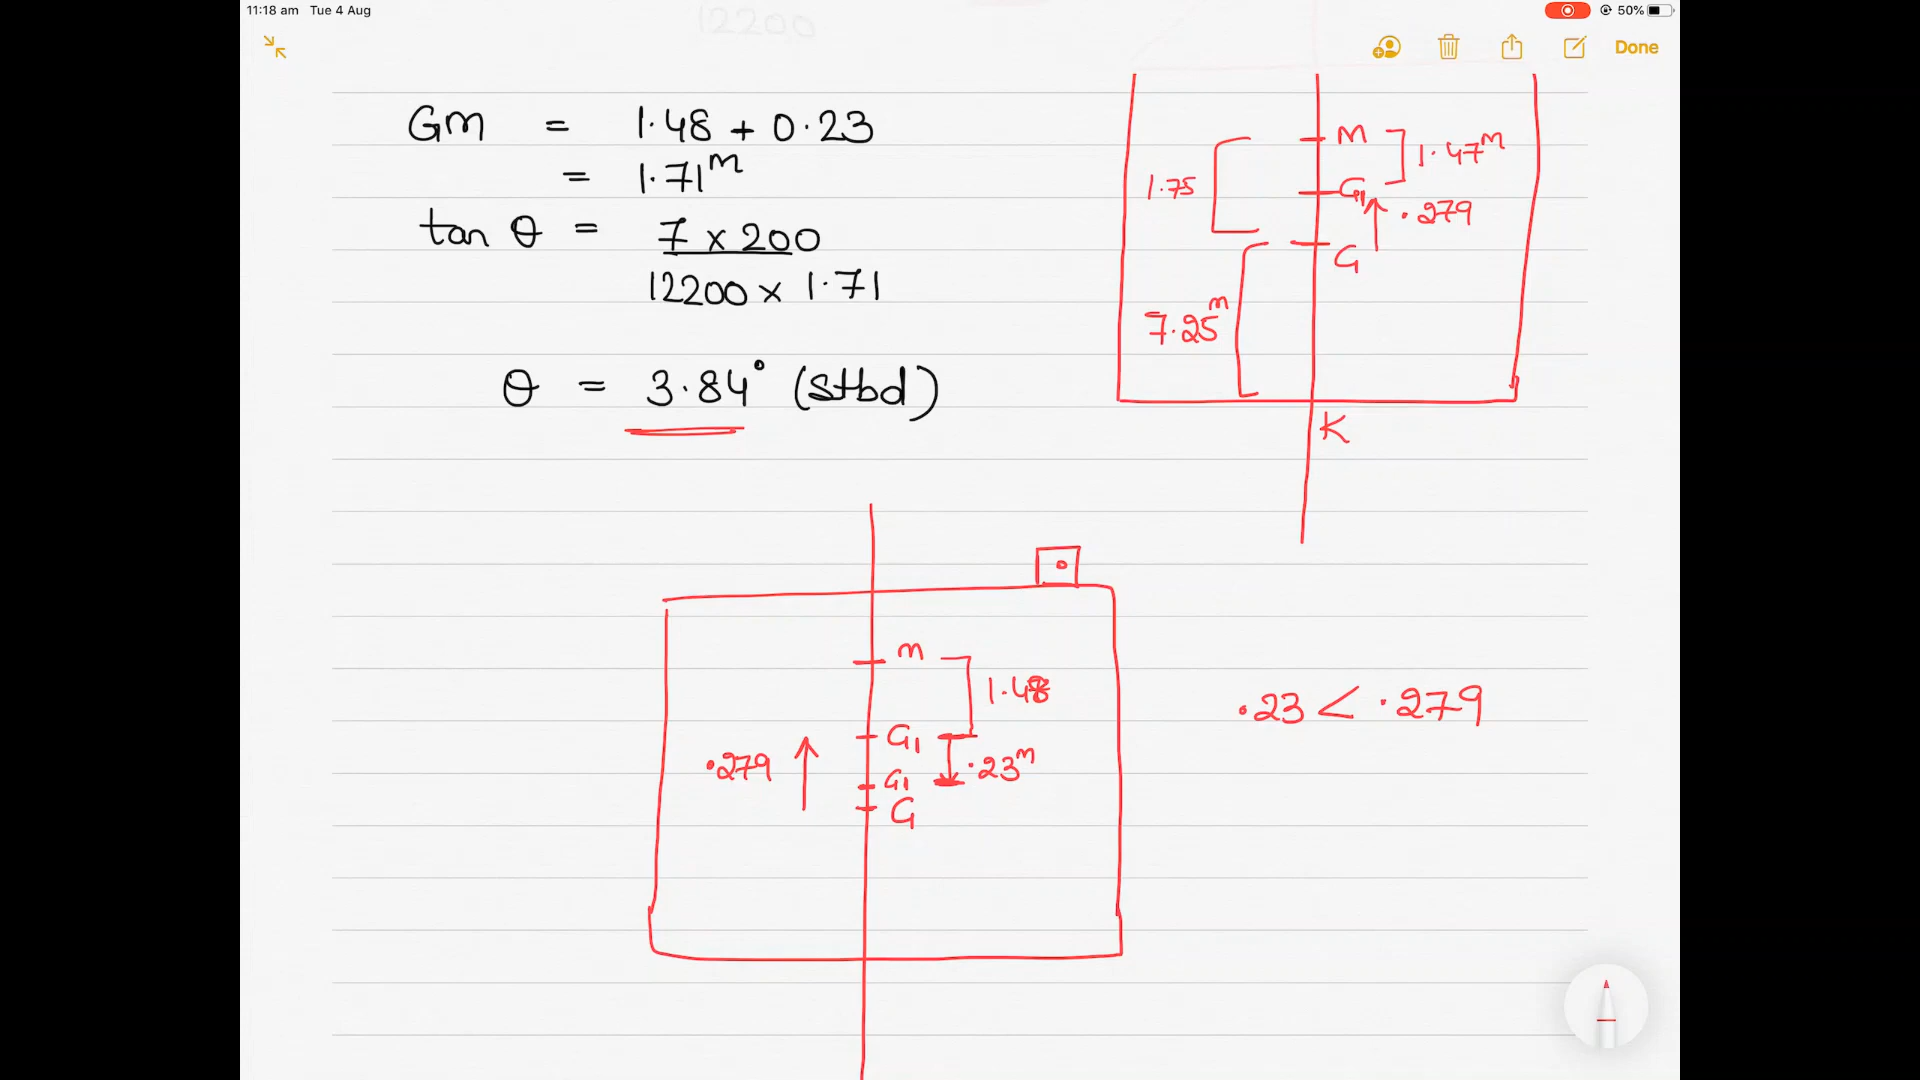 11:18 am Tue 4 Aug
50%
12200
Done
GM = 1.48 + 0.23
= 1.71ᵐ
tan θ = 7 x 200
12200 x 1.71
θ = 3.84° (Stbd)
M
1.47ᵐ
1.75
G₁
.279
G
7.25ᵐ
K
M
1.48
G₁
.279
.23ᵐ
G₁
G
.23 < .279